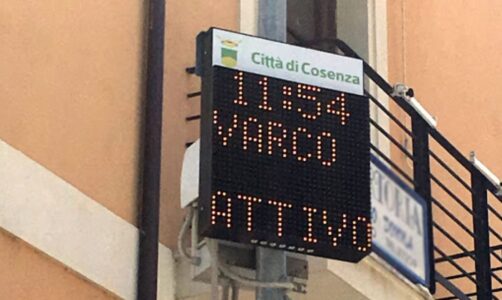 Città di Cosenza
11:54
VARCO
ATTIVO